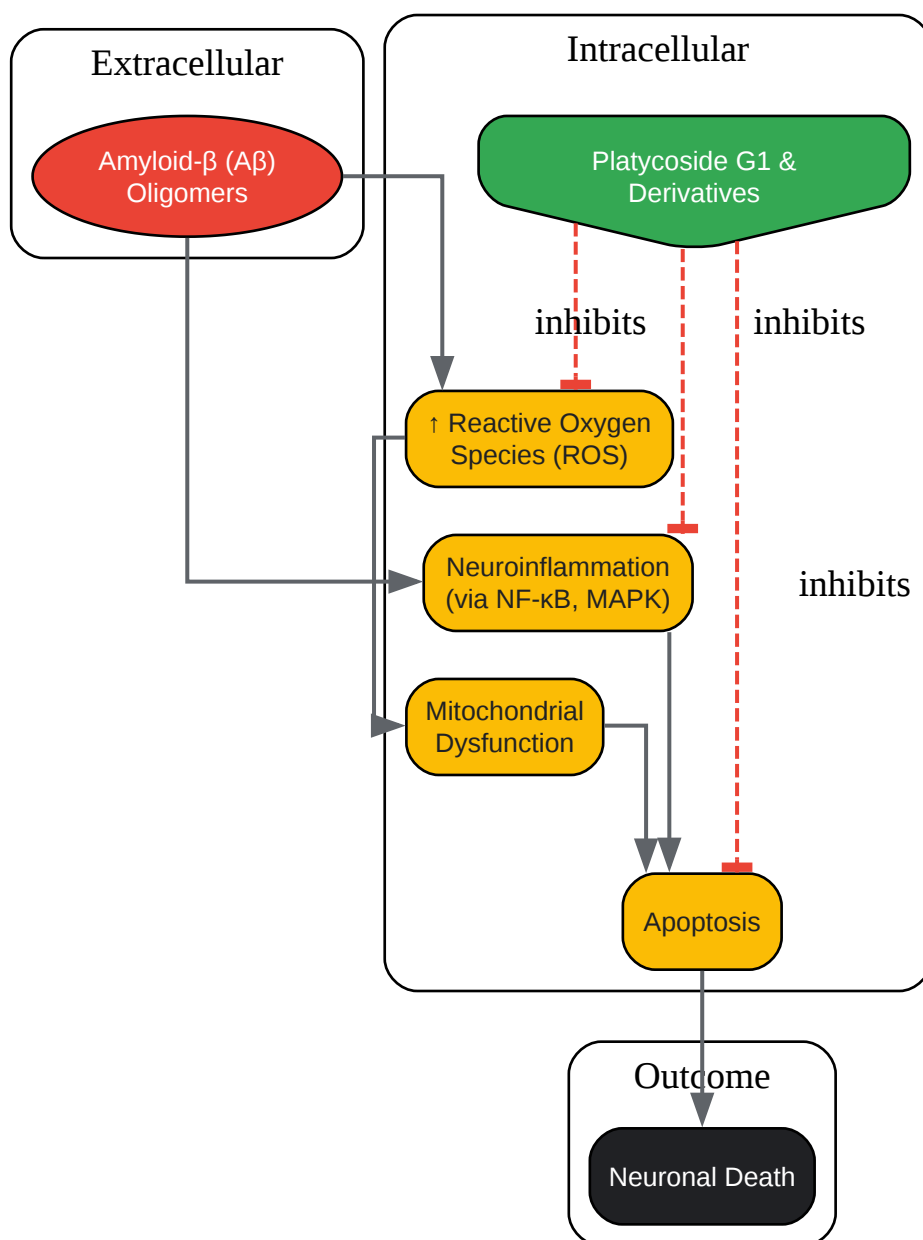 Extracellular
Intracellular
Amyloid-β (Aβ)
Oligomers
Platycoside G1 &
Derivatives
inhibits
inhibits
↑ Reactive Oxygen
Species (ROS)
Neuroinflammation
(via NF-κB, MAPK)
inhibits
Mitochondrial
Dysfunction
Apoptosis
Outcome
Neuronal Death